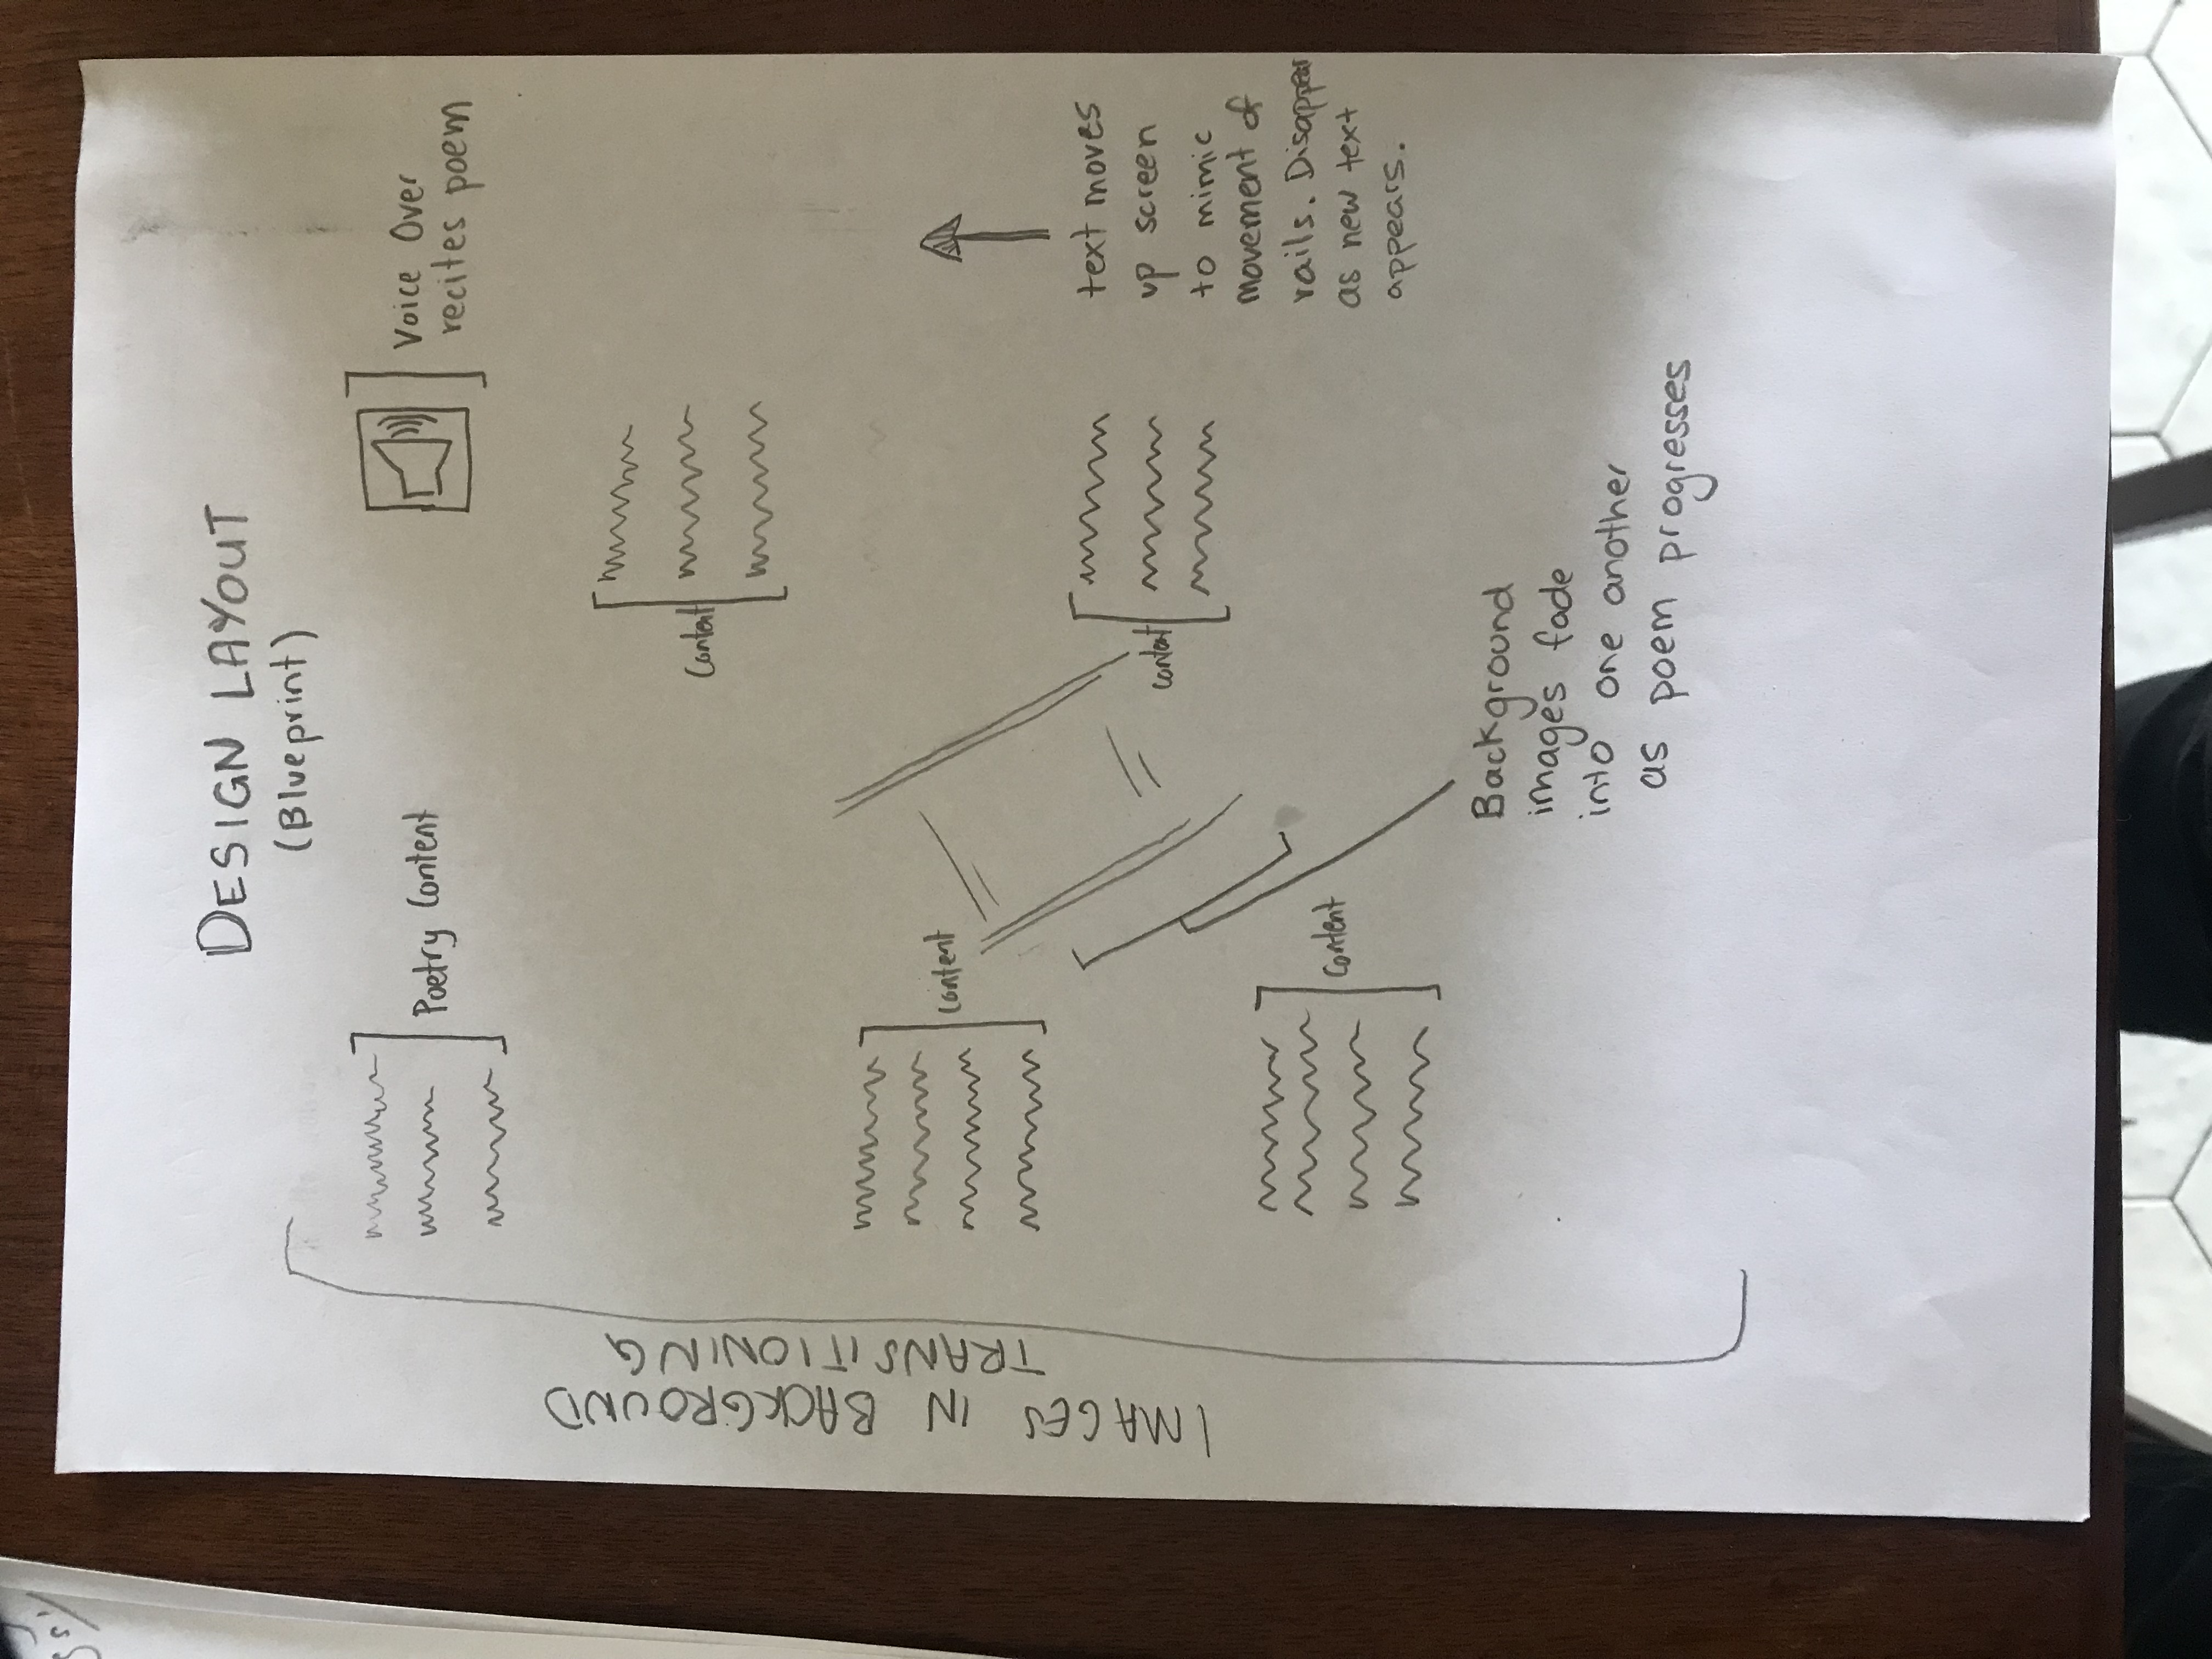 DESIGN LAYOUT
(Blueprint)
Poetry Content
Voice Over
recites poem
IMAGES IN BACKGROUND
TRANSITIONING
Content
Content
Content
text moves
up screen
to mimic
movement of
rails. Disappear
as new text
appears.
Content
Background
images fade
into one another
as poem progresses